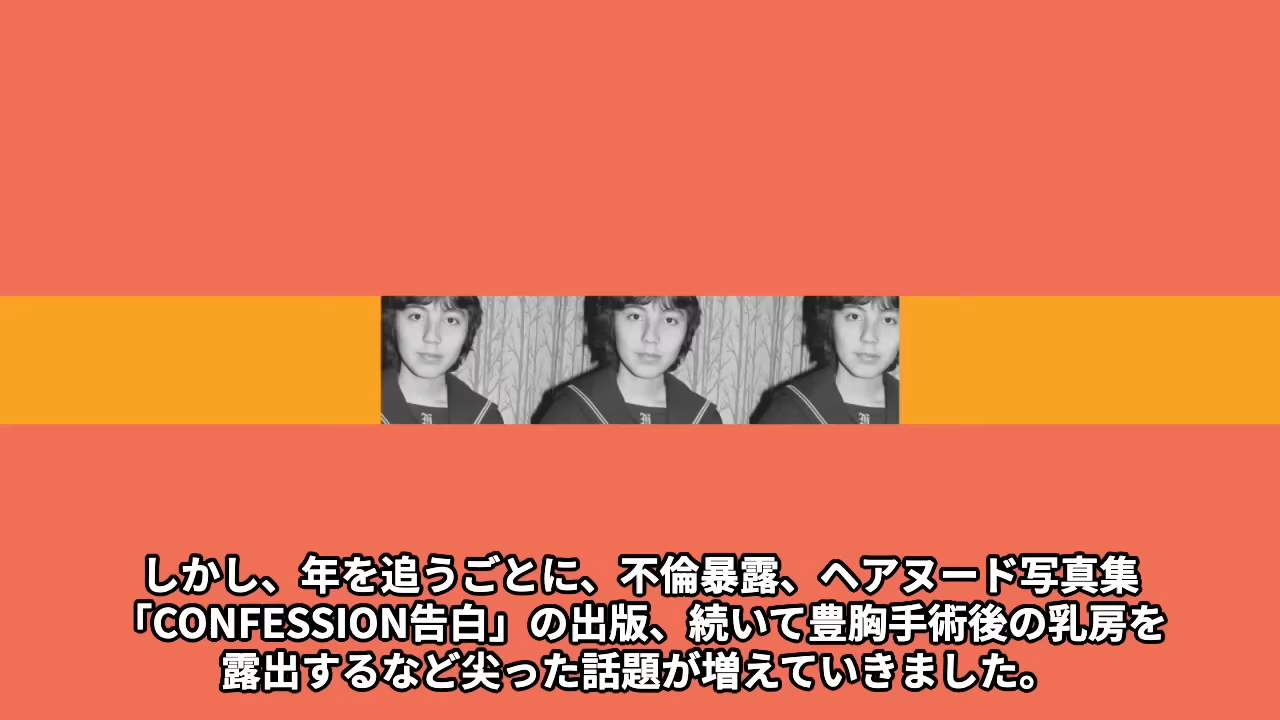 しかし、年を追うごとに、不倫暴露、ヘアヌード写真集
「CONFESSION告白」の出版、続いて豊胸手術後の乳房を
露出するなど尖った話題が増えていきました。